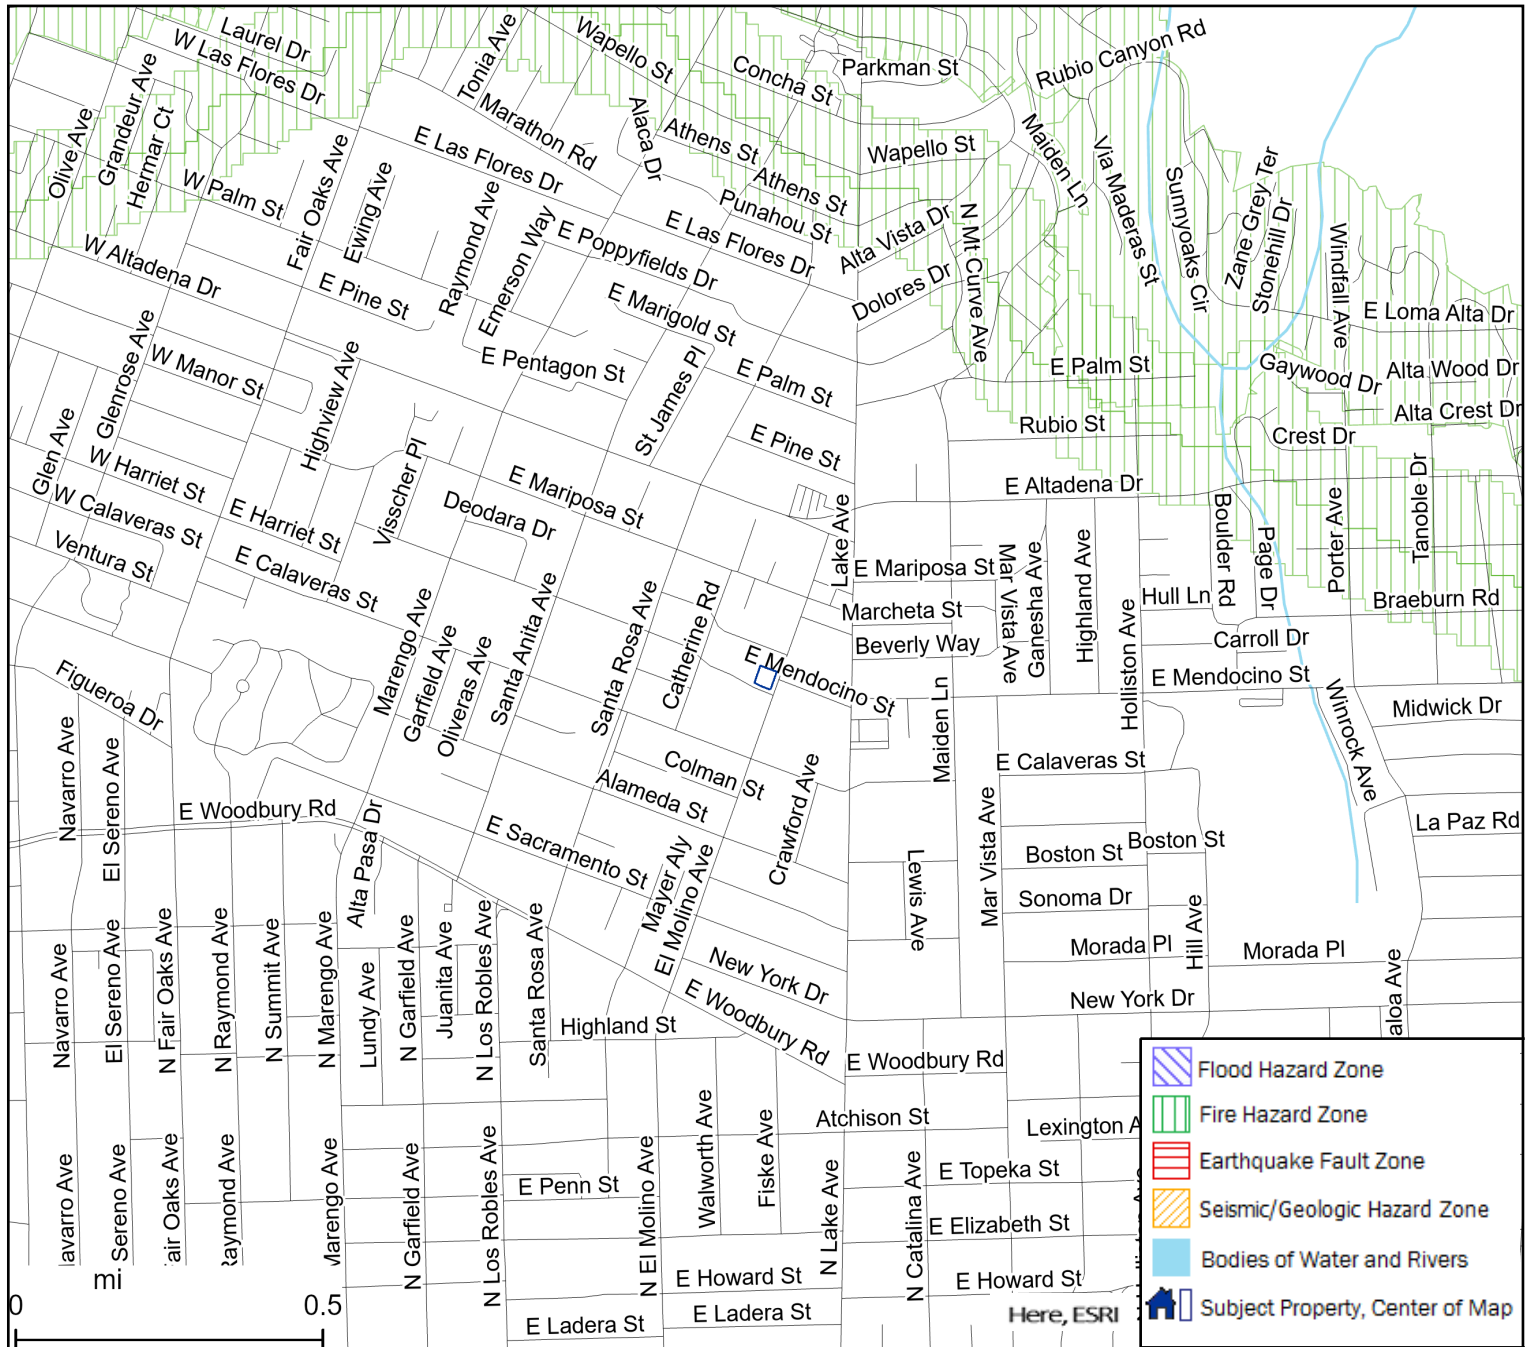 Laurel Dr
W Las Flores Dr
Tonia Ave
Wapello St
Concha St
Parkman St
Rubio Canyon Rd
Olive Ave
Grandeur Ave
Hermar Ct
Marathon Rd
Alaca Dr
Athens St
Wapello St
Maiden Ln
Via Maderas St
Sunnyoaks Cir
Zane Grey Ter
Stonehill Dr
Windfall Ave
W Palm St
Fair Oaks Ave
Ewing Ave
E Las Flores Dr
Raymond Ave
Emerson Way
Athens St
Punahou St
E Las Flores Dr
Alta Vista Dr
Dolores Dr
N Mt Curve Ave
W Altadena Dr
E Pine St
E Poppyfields Dr
E Marigold St
E Loma Alta Dr
Glenrose Ave
W Manor St
Highview Ave
E Pentagon St
St James Pl
E Palm St
E Palm St
Gaywood Dr
Alta Wood Dr
Alta Crest Dr
Glen Ave
W Harriet St
Visscher Pl
E Pine St
Rubio St
Crest Dr
W Calaveras St
E Harriet St
Deodara Dr
E Mariposa St
Lake Ave
E Altadena Dr
Boulder Rd
Page Dr
Porter Ave
Tanoble Dr
Ventura St
E Calaveras St
E Mariposa St
Mar Vista Ave
Ganesha Ave
Highland Ave
Holliston Ave
Hull Ln
Braeburn Rd
Marcheta St
Beverly Way
Carroll Dr
Marengo Ave
Garfield Ave
Oliveras Ave
Santa Anita Ave
Santa Rosa Ave
Catherine Rd
E Mendocino St
E Mendocino St
Midwick Dr
Winrock Ave
Figueroa Dr
Navarro Ave
El Sereno Ave
Maiden Ln
E Calaveras St
Colman St
Alameda St
Crawford Ave
E Woodbury Rd
Alta Pasa Dr
E Sacramento St
Mayer Aly
El Molino Ave
Lewis Ave
Mar Vista Ave
Boston St
Boston St
La Paz Rd
Sonoma Dr
Morada Pl
Hill Ave
Morada Pl
Navarro Ave
El Sereno Ave
N Fair Oaks Ave
N Raymond Ave
N Summit Ave
N Marengo Ave
Lundy Ave
N Garfield Ave
Juanita Ave
N Los Robles Ave
Santa Rosa Ave
New York Dr
New York Dr
aloa Ave
Highland St
E Woodbury Rd
E Woodbury Rd
Atchison St
Lexington A
avarro Ave
Sereno Ave
air Oaks Ave
Raymond Ave
Marengo Ave
N Garfield Ave
N Los Robles Ave
E Penn St
N El Molino Ave
Walworth Ave
Fiske Ave
N Lake Ave
N Catalina Ave
E Topeka St
E Elizabeth St
E Howard St
E Howard St
E Ladera St
E Ladera St
mi
0 0.5
Here, ESRI
Flood Hazard Zone
Fire Hazard Zone
Earthquake Fault Zone
Seismic/Geologic Hazard Zone
Bodies of Water and Rivers
Subject Property, Center of Map